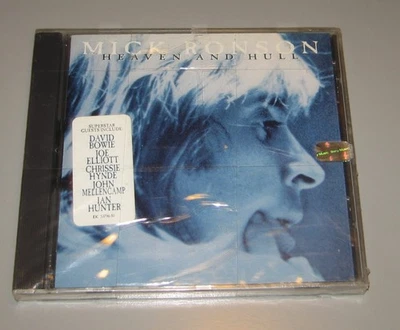 MICK RONSON
HEAVEN AND HULL
SUPERSTAR
GUESTS INCLUDE
DAVID
BOWIE
JOE
ELLIOTT
CHRISSIE
HYNDE
JOHN
MELLENCAMP
IAN
HUNTER